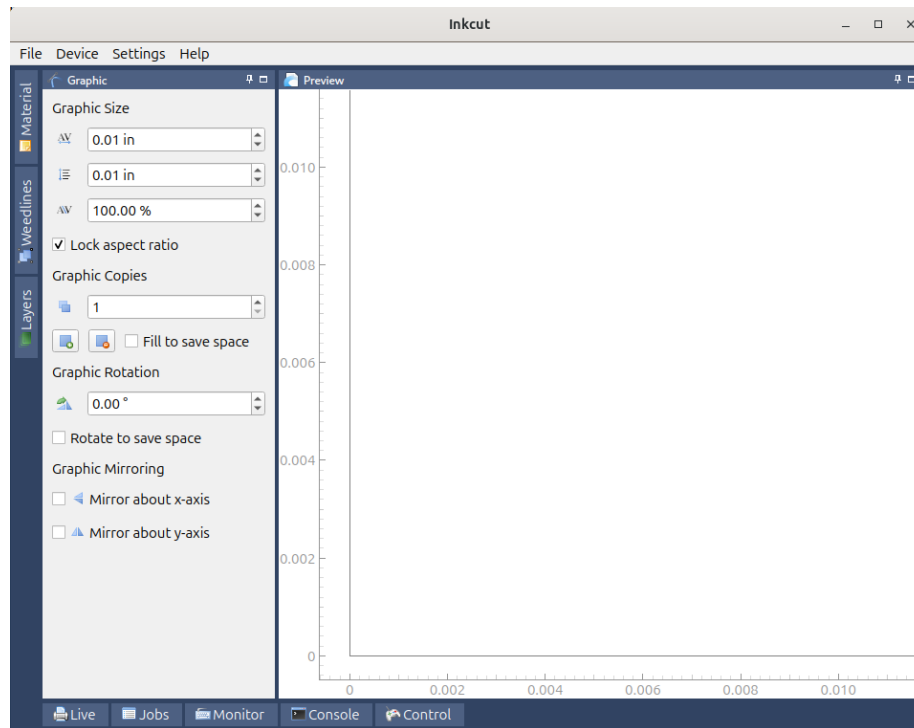 Inkcut
File Device Settings Help
Material
Weedlines
Layers
Graphic
Graphic Size
0.01 in
0.01 in
100.00 %
Lock aspect ratio
Graphic Copies
1
Fill to save space
Graphic Rotation
0.00 °
Rotate to save space
Graphic Mirroring
Mirror about x-axis
Mirror about y-axis
Preview
0.010
0.008
0.006
0.004
0.002
0
0 0.002 0.004 0.006 0.008 0.010
Live Jobs Monitor Console Control